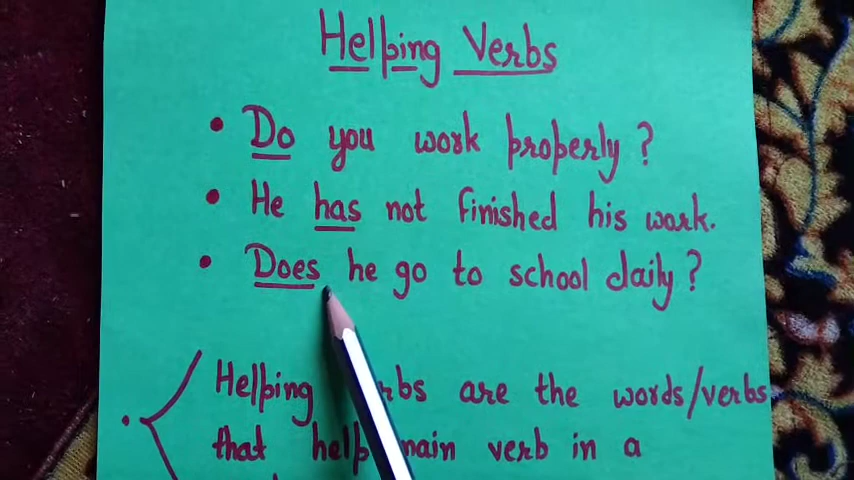 Helping Verbs
• Do you work properly?
• He has not finished his work.
• Does he go to school daily?
• Helping rbs are the words/verbs
that help main verb in a